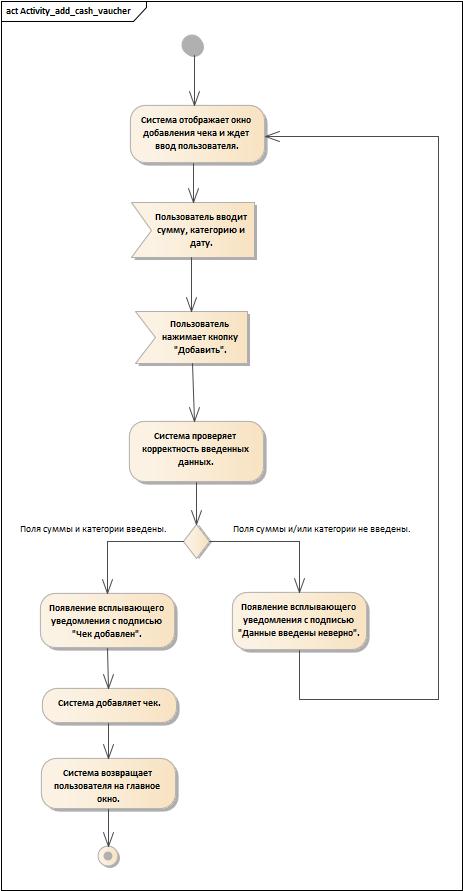 act Activity_add_cash_vaucher
Система отображает окно
добавления чека и ждет
ввод пользователя.
Пользователь вводит
сумму, категорию и
дату.
Пользователь
нажимает кнопку
"Добавить".
Система проверяет
корректность введенных
данных.
Поля суммы и категории введены.
Поля суммы и/или категории не введены.
Появление всплывающего
уведомления с подписью
"Чек добавлен".
Появление всплывающего
уведомления с подписью
"Данные введены неверно".
Система добавляет чек.
Система возвращает
пользователя на главное
окно.